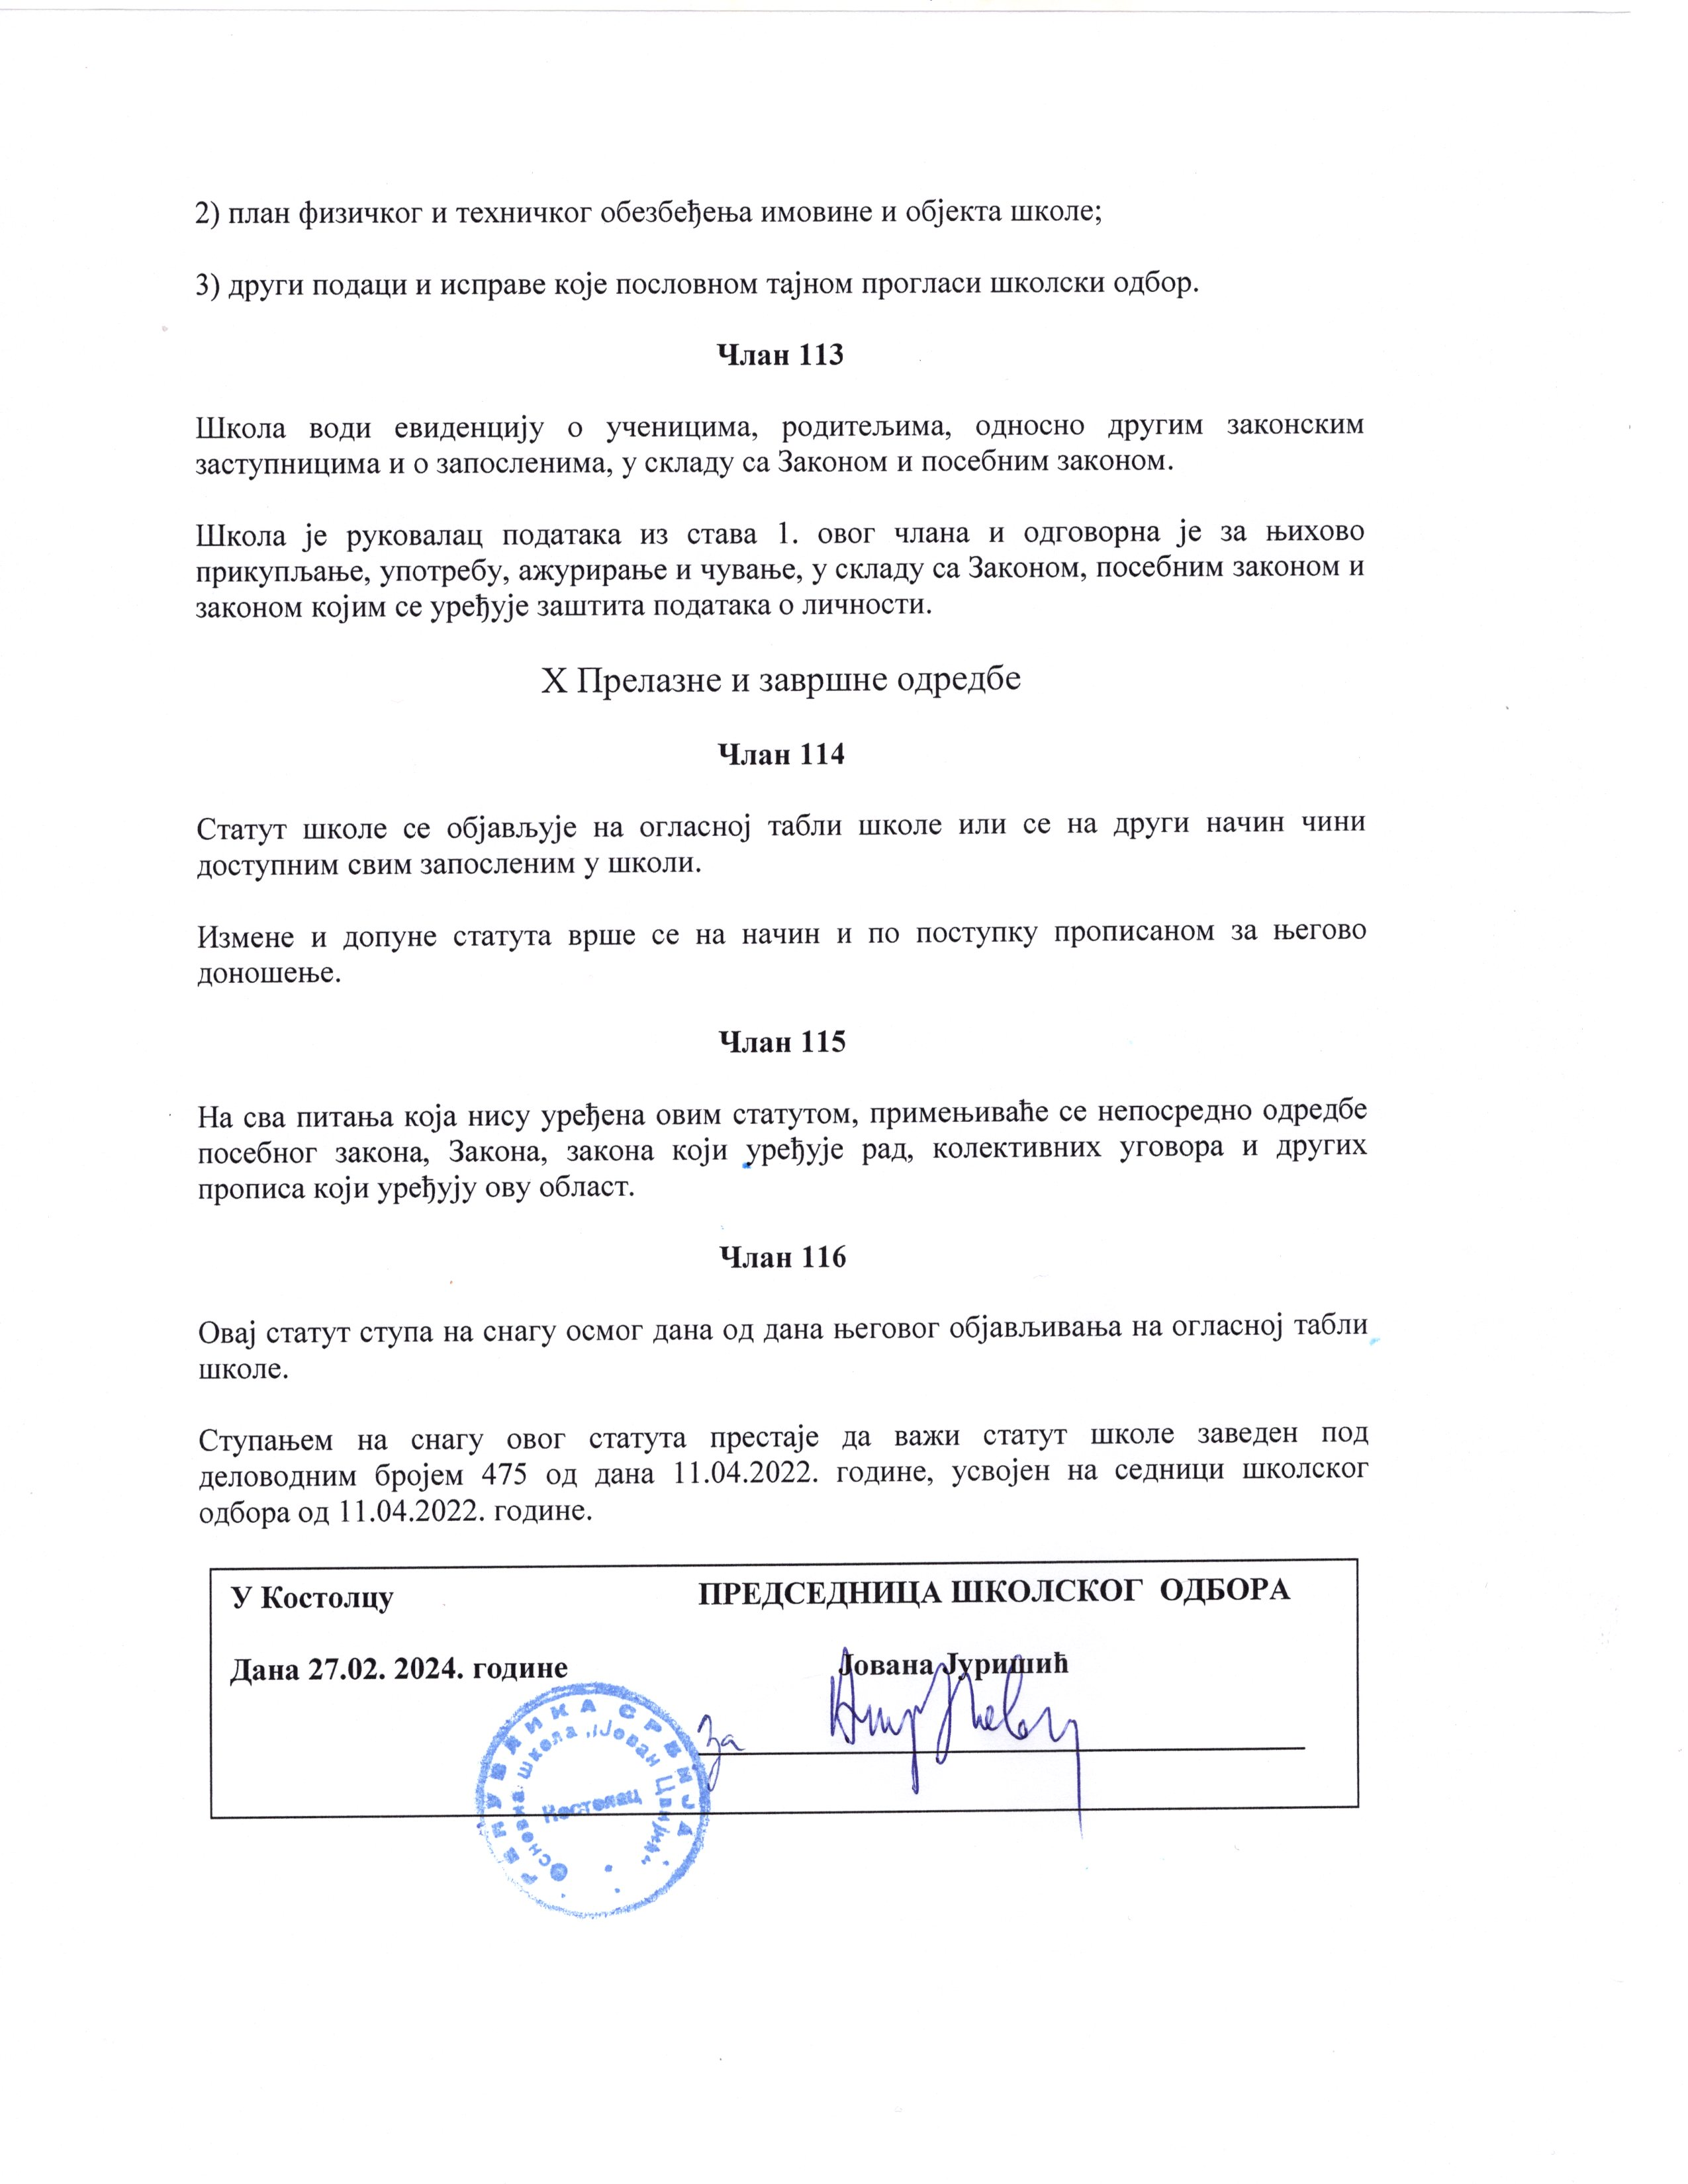 2) план физичког и техничког обезбеђења имовине и објекта школе;
3) други подаци и исправе које пословном тајном прогласи школски одбор.
Члан 113
Школа води евиденцију о ученицима, родитељима, односно другим законским
заступницима и о запосленима, у складу са Законом и посебним законом.
Школа је руковалац података из става 1. овог члана и одговорна је за њихово
прикупљање, употребу, ажурирање и чување, у складу са Законом, посебним законом и
законом којим се уређује заштита података о личности.
X Прелазне и завршне одредбе
Члан 114
Статут школе се објављује на огласној табли школе или се на други начин чини
доступним свим запосленим у школи.
Измене и допуне статута врше се на начин и по поступку прописаном за његово
доношење.
Члан 115
На сва питања која нису уређена овим статутом, примењиваће се непосредно одредбе
посебног закона, Закона, закона који уређује рад, колективних уговора и других
прописа који уређују ову област.
Члан 116
Овај статут ступа на снагу осмог дана од дана његовог објављивања на огласној табли
школе.
Ступањем на снагу овог статута престаје да важи статут школе заведен под
деловодним бројем 475 од дана 11.04.2022. године, усвојен на седници школског
одбора од 11.04.2022. године.
У Костолцу ПРЕДСЕДНИЦА ШКОЛСКОГ ОДБОРА
Дана 27.02. 2024. године Јована Јуришић
за
РЕПУБЛИКА СРБИЈА
Основна школа „Јован Цвијић"
Костолац